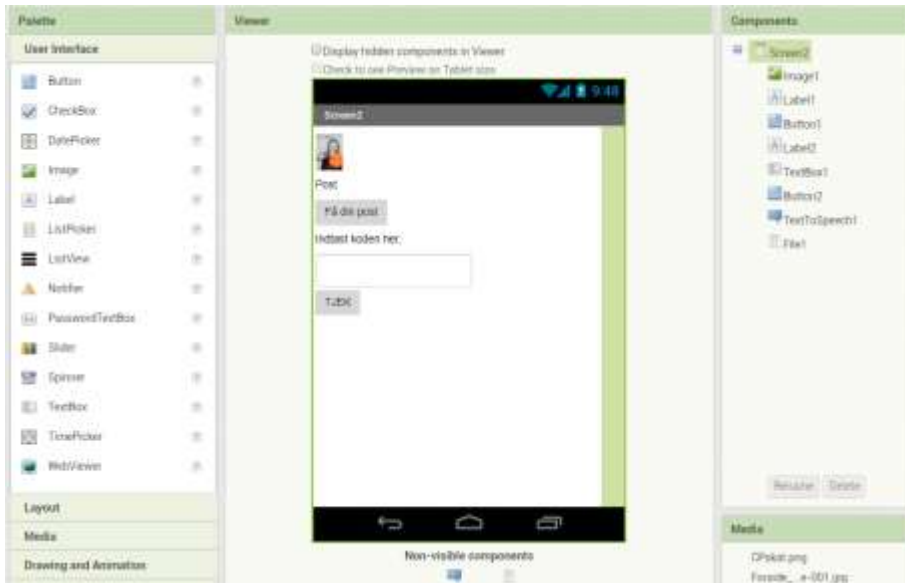 Palette
User Interface
Button
CheckBox
DatePicker
Image
Label
ListPicker
ListView
Notifier
PasswordTextBox
Slider
Spinner
TextBox
TimePicker
WebViewer
Layout
Media
Drawing and Animation
Viewer
Display hidden components in Viewer
Check to see Preview on Tablet size.
9:48
Screen2
Post
Få din post
Indtast koden her:
TJEK
Non-visible components
Components
Screen2
Image1
Label1
Button1
Label2
TextBox1
Button2
TextToSpeech1
File1
Rename
Delete
Media